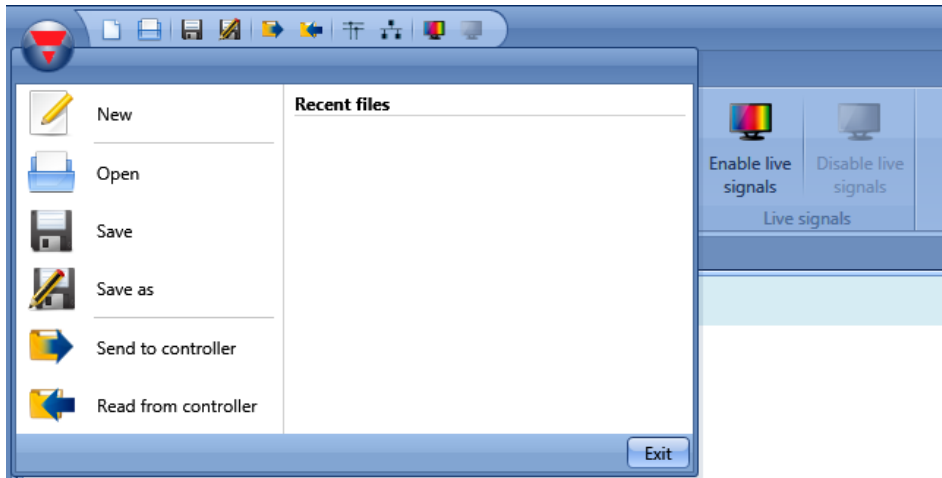 New
Open
Save
Save as
Send to controller
Read from controller
Recent files
Exit
Enable live
signals
Disable live
signals
Live signals